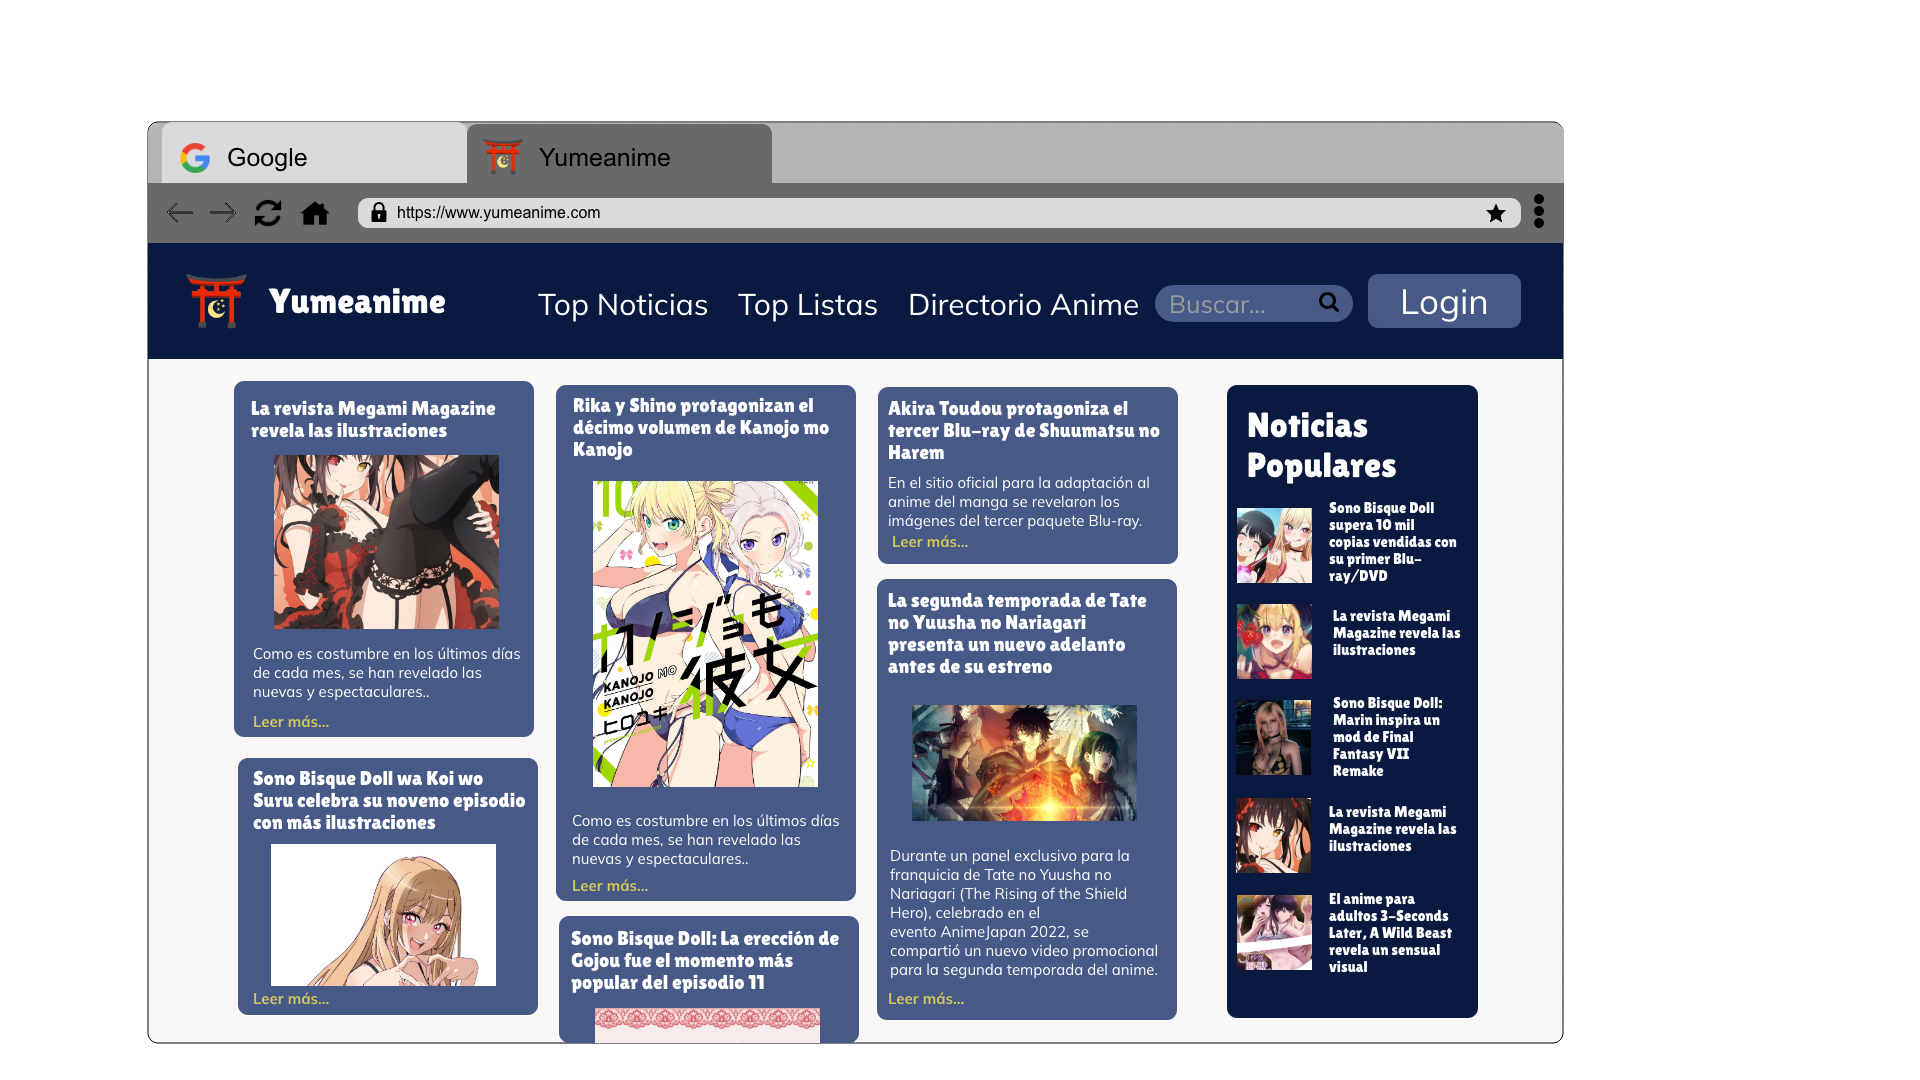 Google
Yumeanime
https://www.yumeanime.com
Yumeanime
Top Noticias
Top Listas
Directorio Anime
Buscar...
Login
La revista Megami Magazine
revela las ilustraciones
Como es costumbre en los últimos días
de cada mes, se han revelado las
nuevas y espectaculares..
Leer más...
Sono Bisque Doll wa Koi wo
Suru celebra su noveno episodio
con más ilustraciones
Leer más...
Rika y Shino protagonizan el
décimo volumen de Kanojo mo
Kanojo
10
カノジョも
彼女
KANOJO MO
KANOJO
ヒロユキ
Como es costumbre en los últimos días
de cada mes, se han revelado las
nuevas y espectaculares..
Leer más...
Sono Bisque Doll: La erección de
Gojou fue el momento más
popular del episodio 11
Akira Toudou protagoniza el
tercer Blu-ray de Shuumatsu no
Harem
En el sitio oficial para la adaptación al
anime del manga se revelaron los
imágenes del tercer paquete Blu-ray.
Leer más...
La segunda temporada de Tate
no Yuusha no Nariagari
presenta un nuevo adelanto
antes de su estreno
Durante un panel exclusivo para la
franquicia de Tate no Yuusha no
Nariagari (The Rising of the Shield
Hero), celebrado en el
evento AnimeJapan 2022, se
compartió un nuevo video promocional
para la segunda temporada del anime.
Leer más...
Noticias
Populares
Sono Bisque Doll
supera 10 mil
copias vendidas con
su primer Blu-
ray/DVD
La revista Megami
Magazine revela las
ilustraciones
Sono Bisque Doll:
Marin inspira un
mod de Final
Fantasy VII
Remake
La revista Megami
Magazine revela las
ilustraciones
El anime para
adultos 3-Seconds
Later, A Wild Beast
revela un sensual
visual